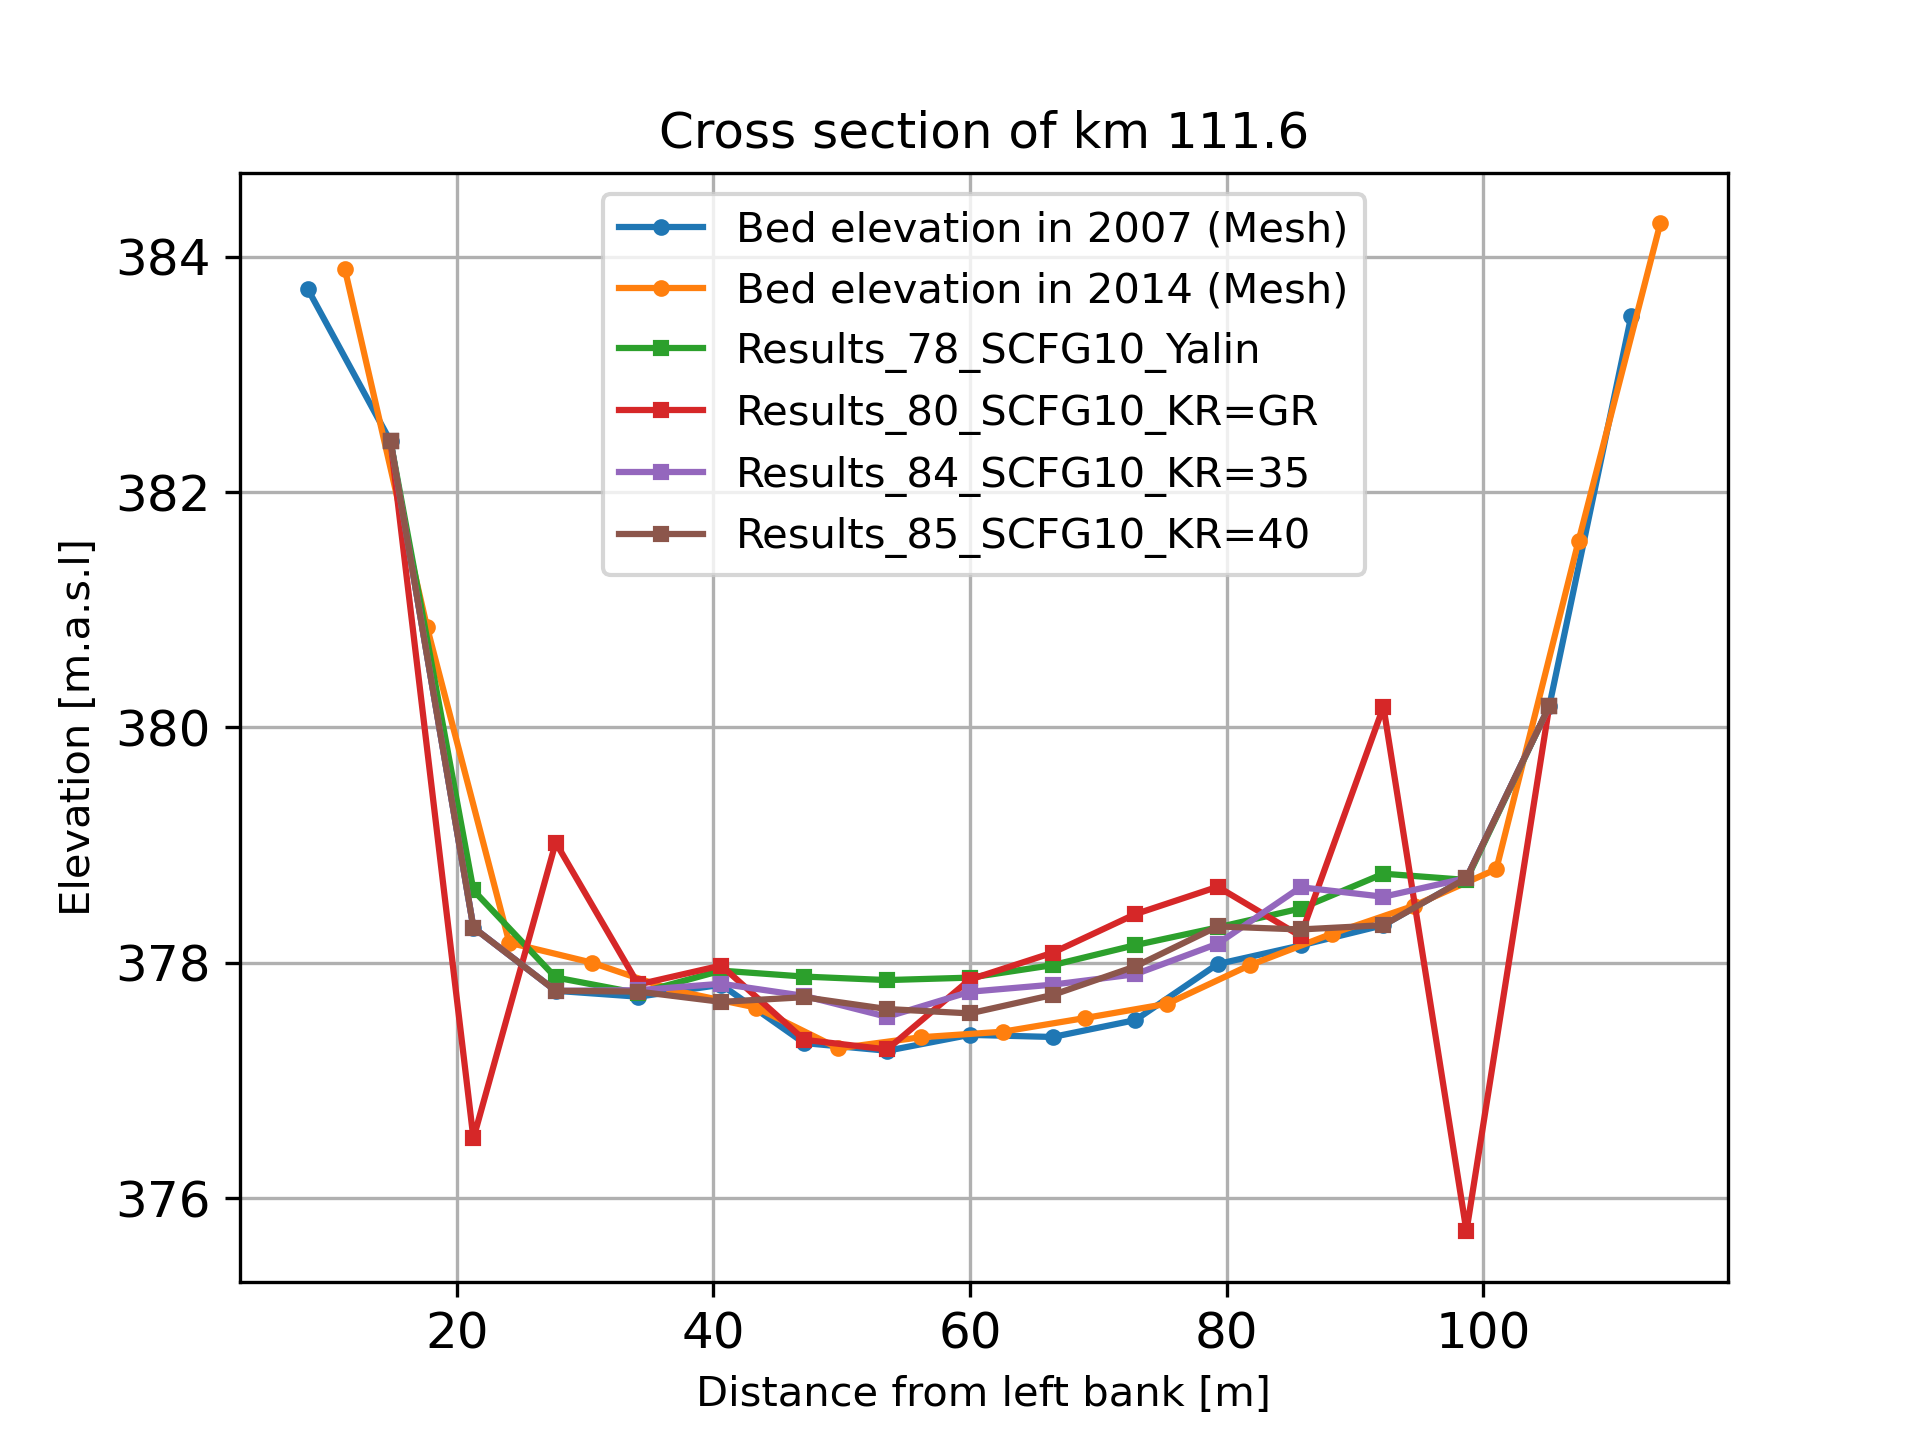 Cross section of km 111.6
Bed elevation in 2007 (Mesh)
Bed elevation in 2014 (Mesh)
Results_78_SCFG10_Yalin
Results_80_SCFG10_KR=GR
Results_84_SCFG10_KR=35
Results_85_SCFG10_KR=40
Elevation [m.a.s.l]
384
382
380
378
376
20 40 60 80 100
Distance from left bank [m]